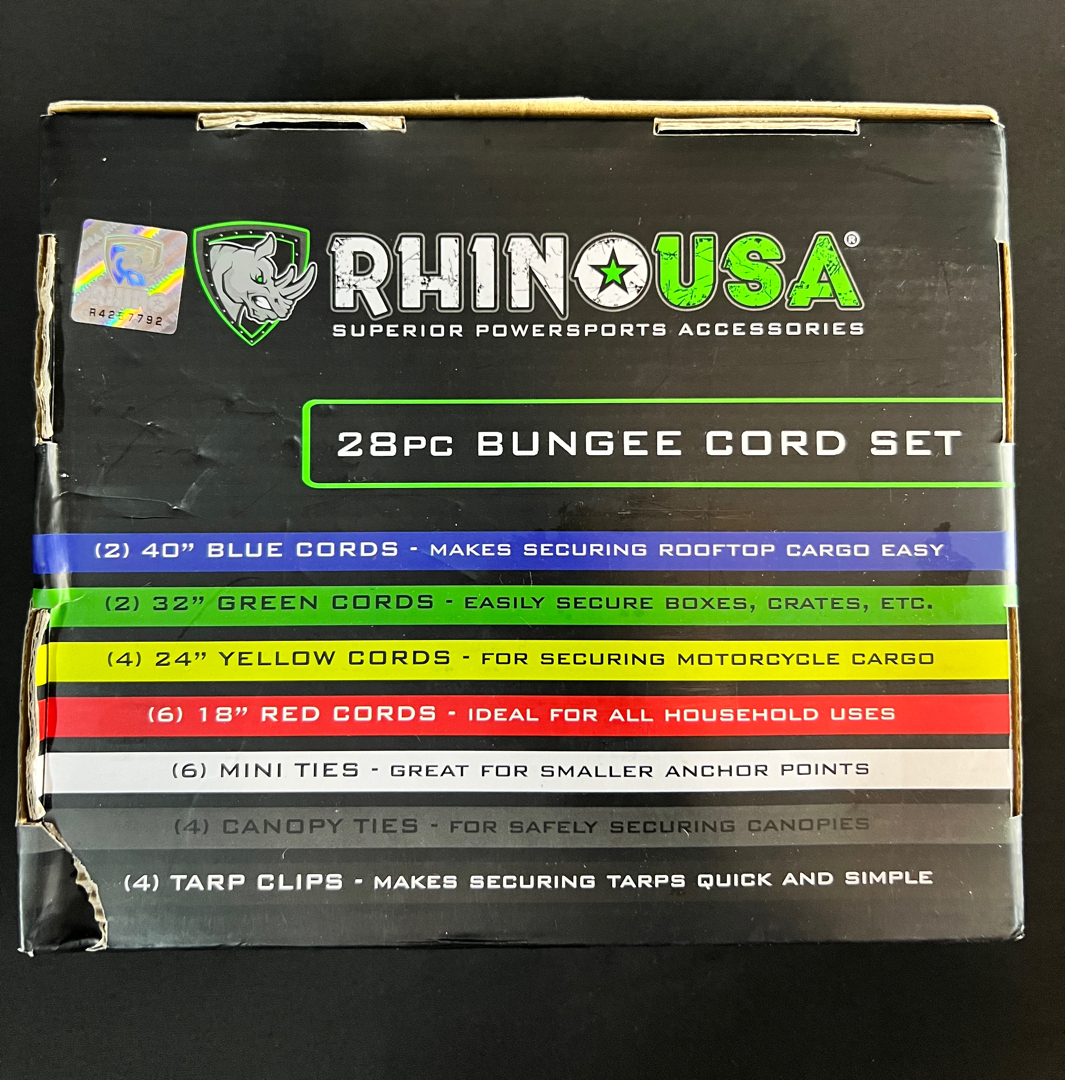 RHINOUSA®
SUPERIOR POWERSPORTS ACCESSORIES
28PC BUNGEE CORD SET
(2) 40” BLUE CORDS - MAKES SECURING ROOFTOP CARGO EASY
(2) 32” GREEN CORDS - EASILY SECURE BOXES, CRATES, ETC.
(4) 24” YELLOW CORDS - FOR SECURING MOTORCYCLE CARGO
(6) 18” RED CORDS - IDEAL FOR ALL HOUSEHOLD USES
(6) MINI TIES - GREAT FOR SMALLER ANCHOR POINTS
(4) CANOPY TIES - FOR SAFELY SECURING CANOPIES
(4) TARP CLIPS - MAKES SECURING TARPS QUICK AND SIMPLE